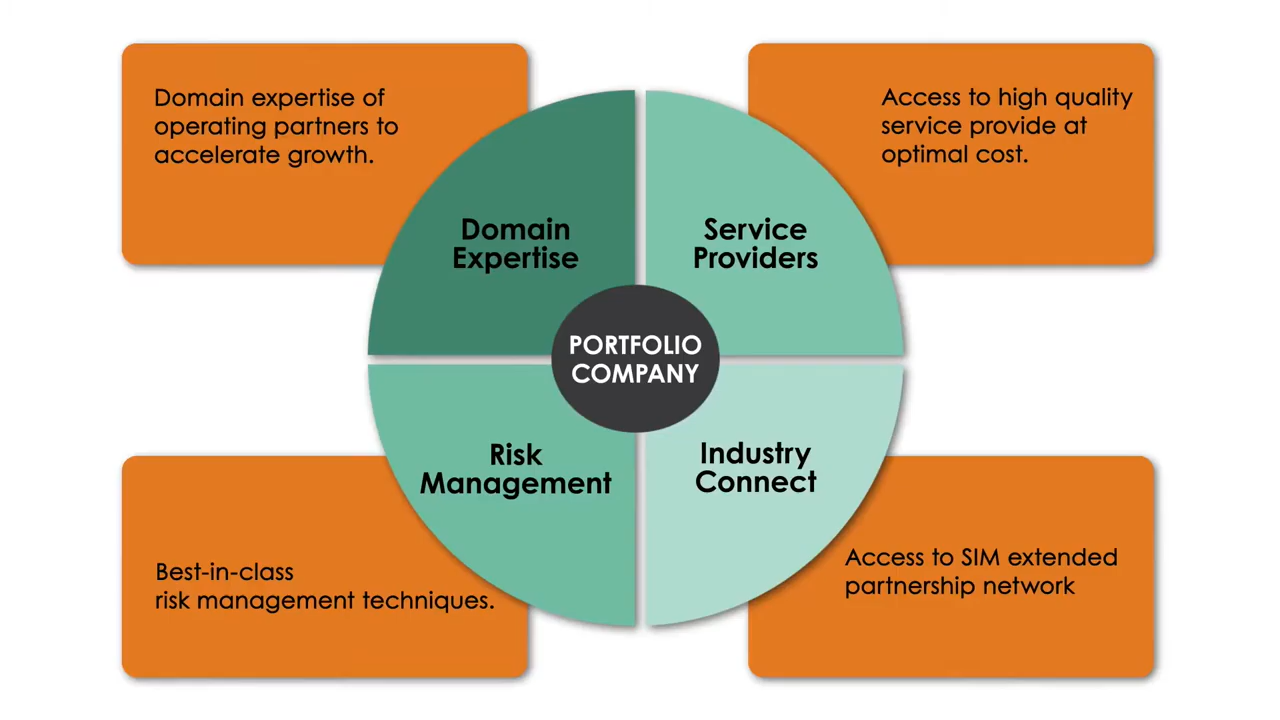 Domain expertise of
operating partners to
accelerate growth.
Access to high quality
service provide at
optimal cost.
Domain
Expertise
Service
Providers
PORTFOLIO
COMPANY
Risk
Management
Industry
Connect
Best-in-class
risk management techniques.
Access to SIM extended
partnership network